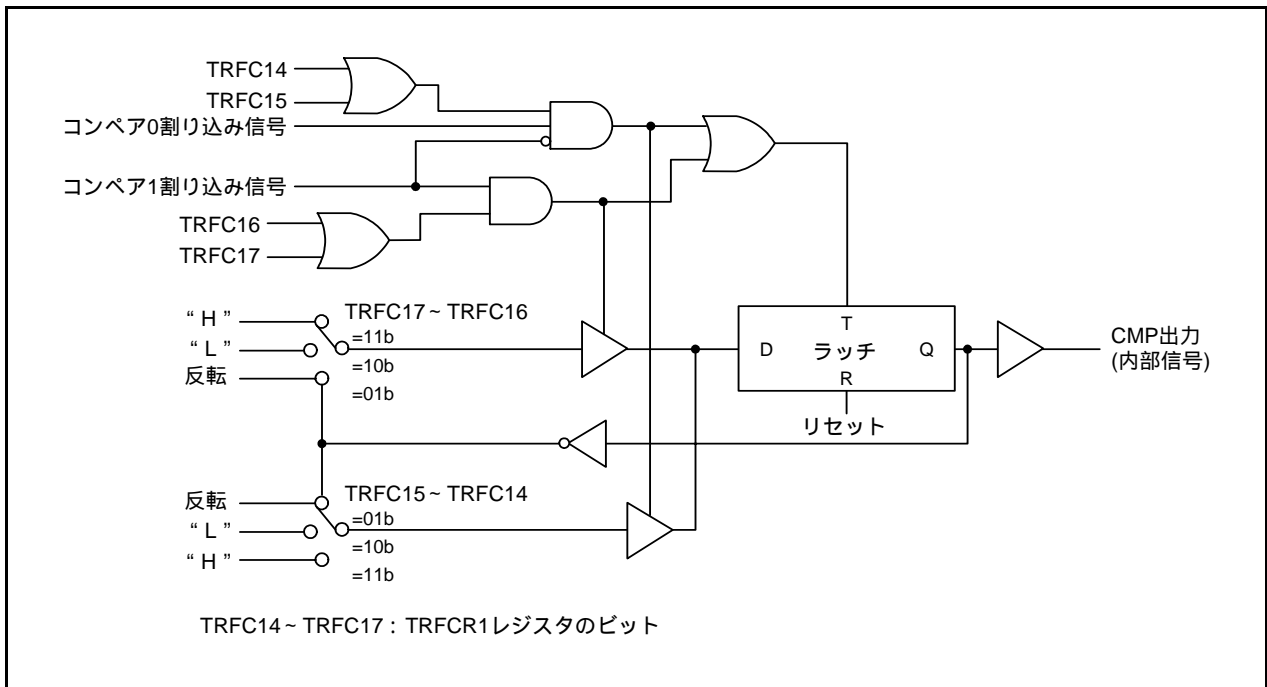 TRFC14
TRFC15
コンペア0割り込み信号
コンペア1割り込み信号
TRFC16
TRFC17
“ H ”
“ L ”
反転
TRFC17 ~ TRFC16
=11b
=10b
=01b
T
D
ラッチ
Q
R
リセット
CMP出力
(内部信号)
反転
“ L ”
“ H ”
TRFC15 ~ TRFC14
=01b
=10b
=11b
TRFC14 ~ TRFC17 : TRFCR1レジスタのビット